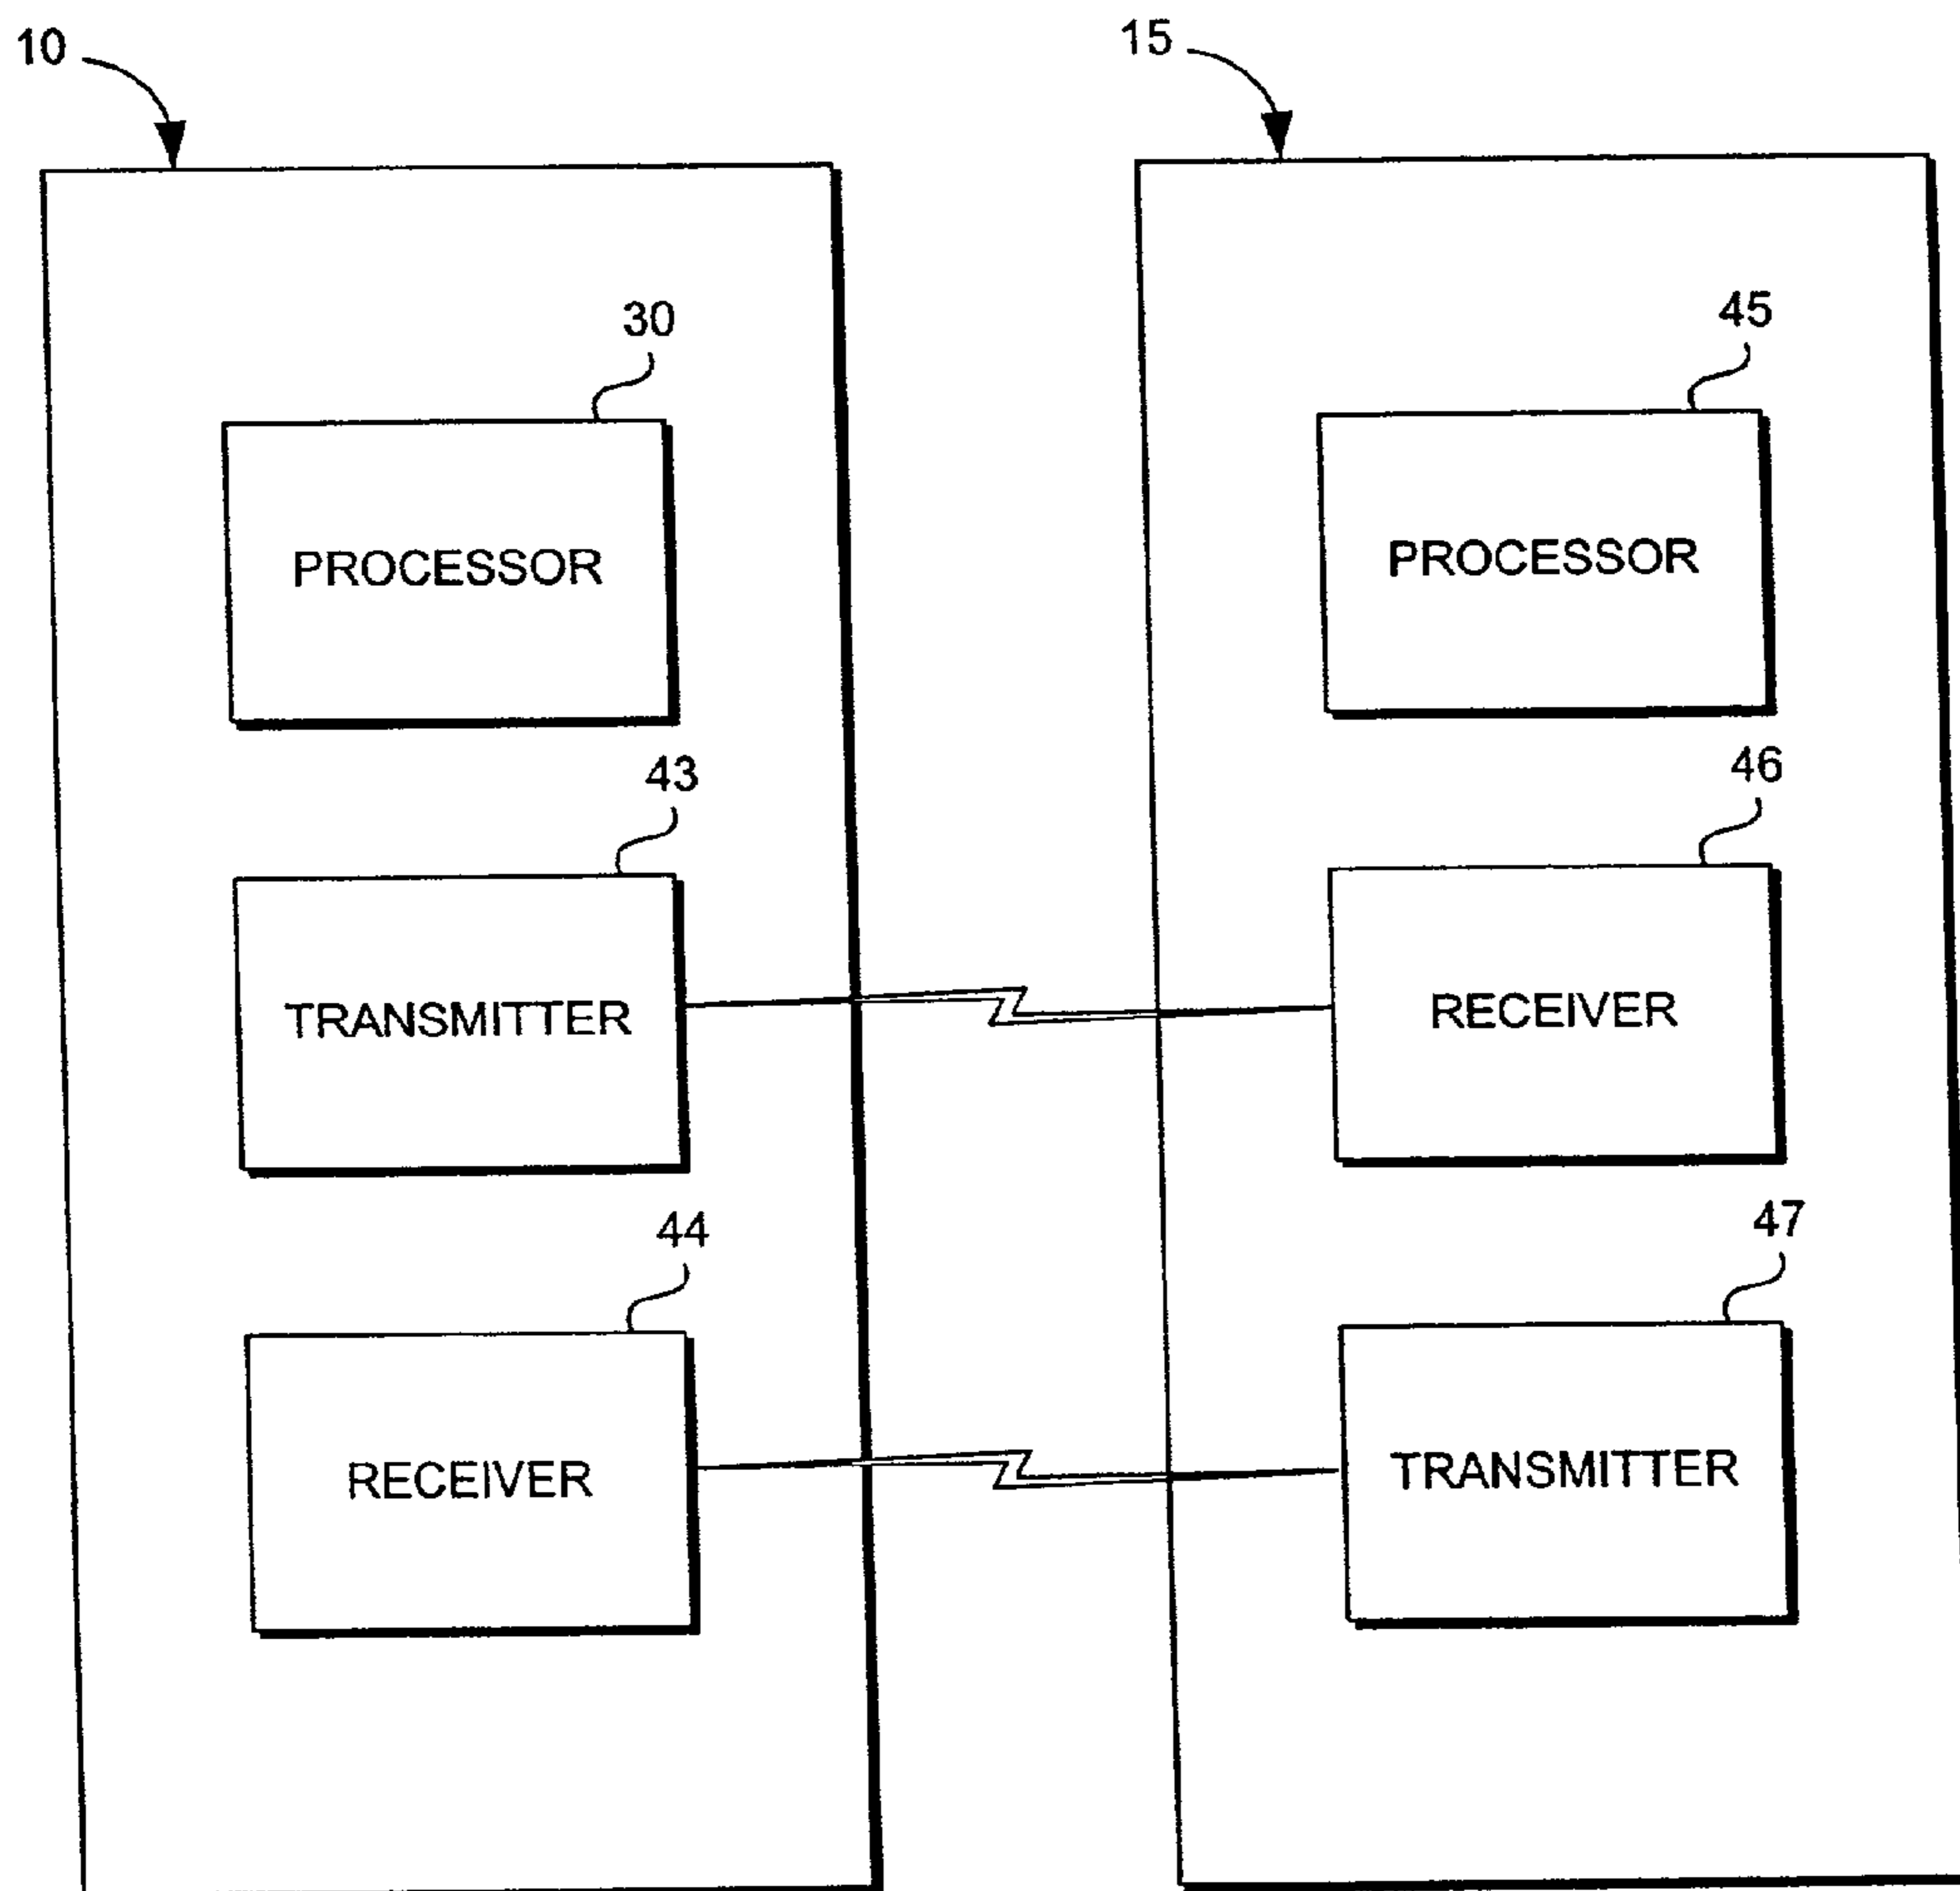 10
15
30
45
PROCESSOR
PROCESSOR
43
46
TRANSMITTER
RECEIVER
44
47
RECEIVER
TRANSMITTER